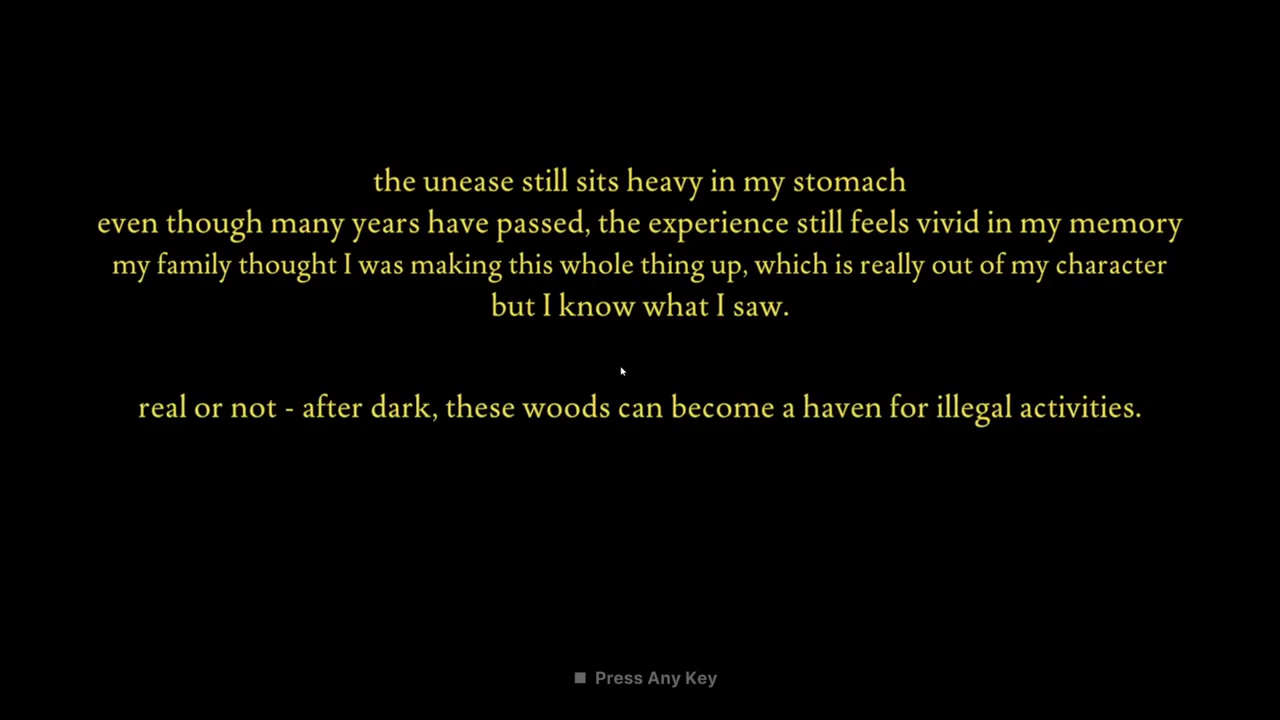 the unease still sits heavy in my stomach
even though many years have passed, the experience still feels vivid in my memory
my family thought I was making this whole thing up, which is really out of my character
but I know what I saw.
real or not - after dark, these woods can become a haven for illegal activities.
Press Any Key